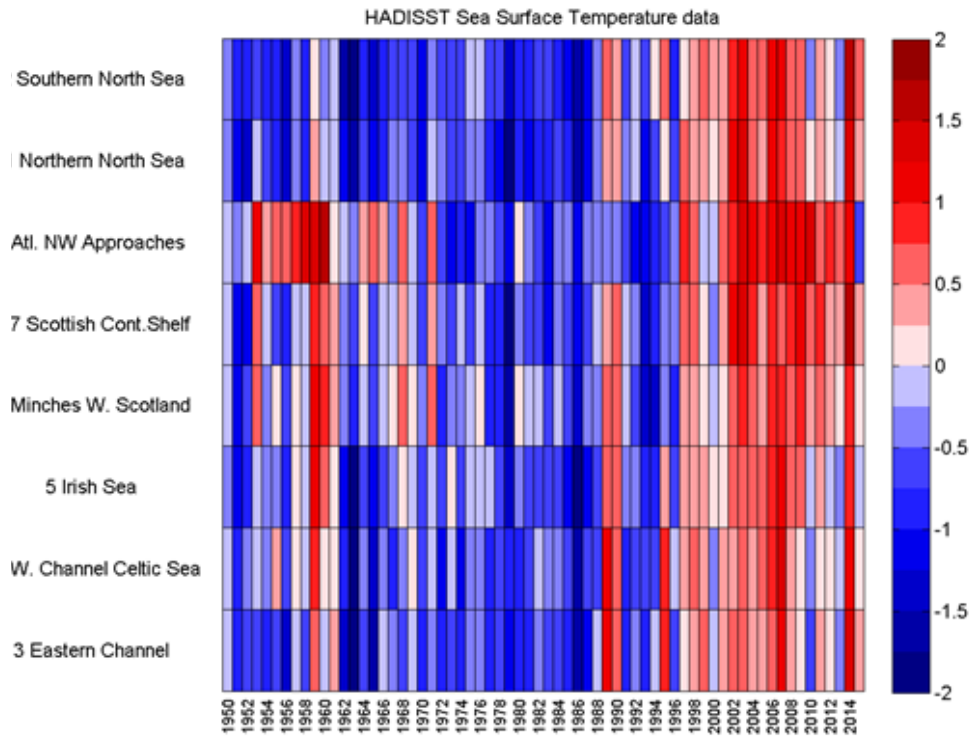 HADISST Sea Surface Temperature data
Southern North Sea
Northern North Sea
Atl. NW Approaches
7 Scottish Cont.Shelf
Minches W. Scotland
5 Irish Sea
W. Channel Celtic Sea
3 Eastern Channel
1950 1952 1954 1956 1958 1960 1962 1964 1966 1968 1970 1972 1974 1976 1978 1980 1982 1984 1986 1988 1990 1992 1994 1996 1998 2000 2002 2004 2006 2008 2010 2012 2014
2
1.5
1
0.5
0
-0.5
-1
-1.5
-2